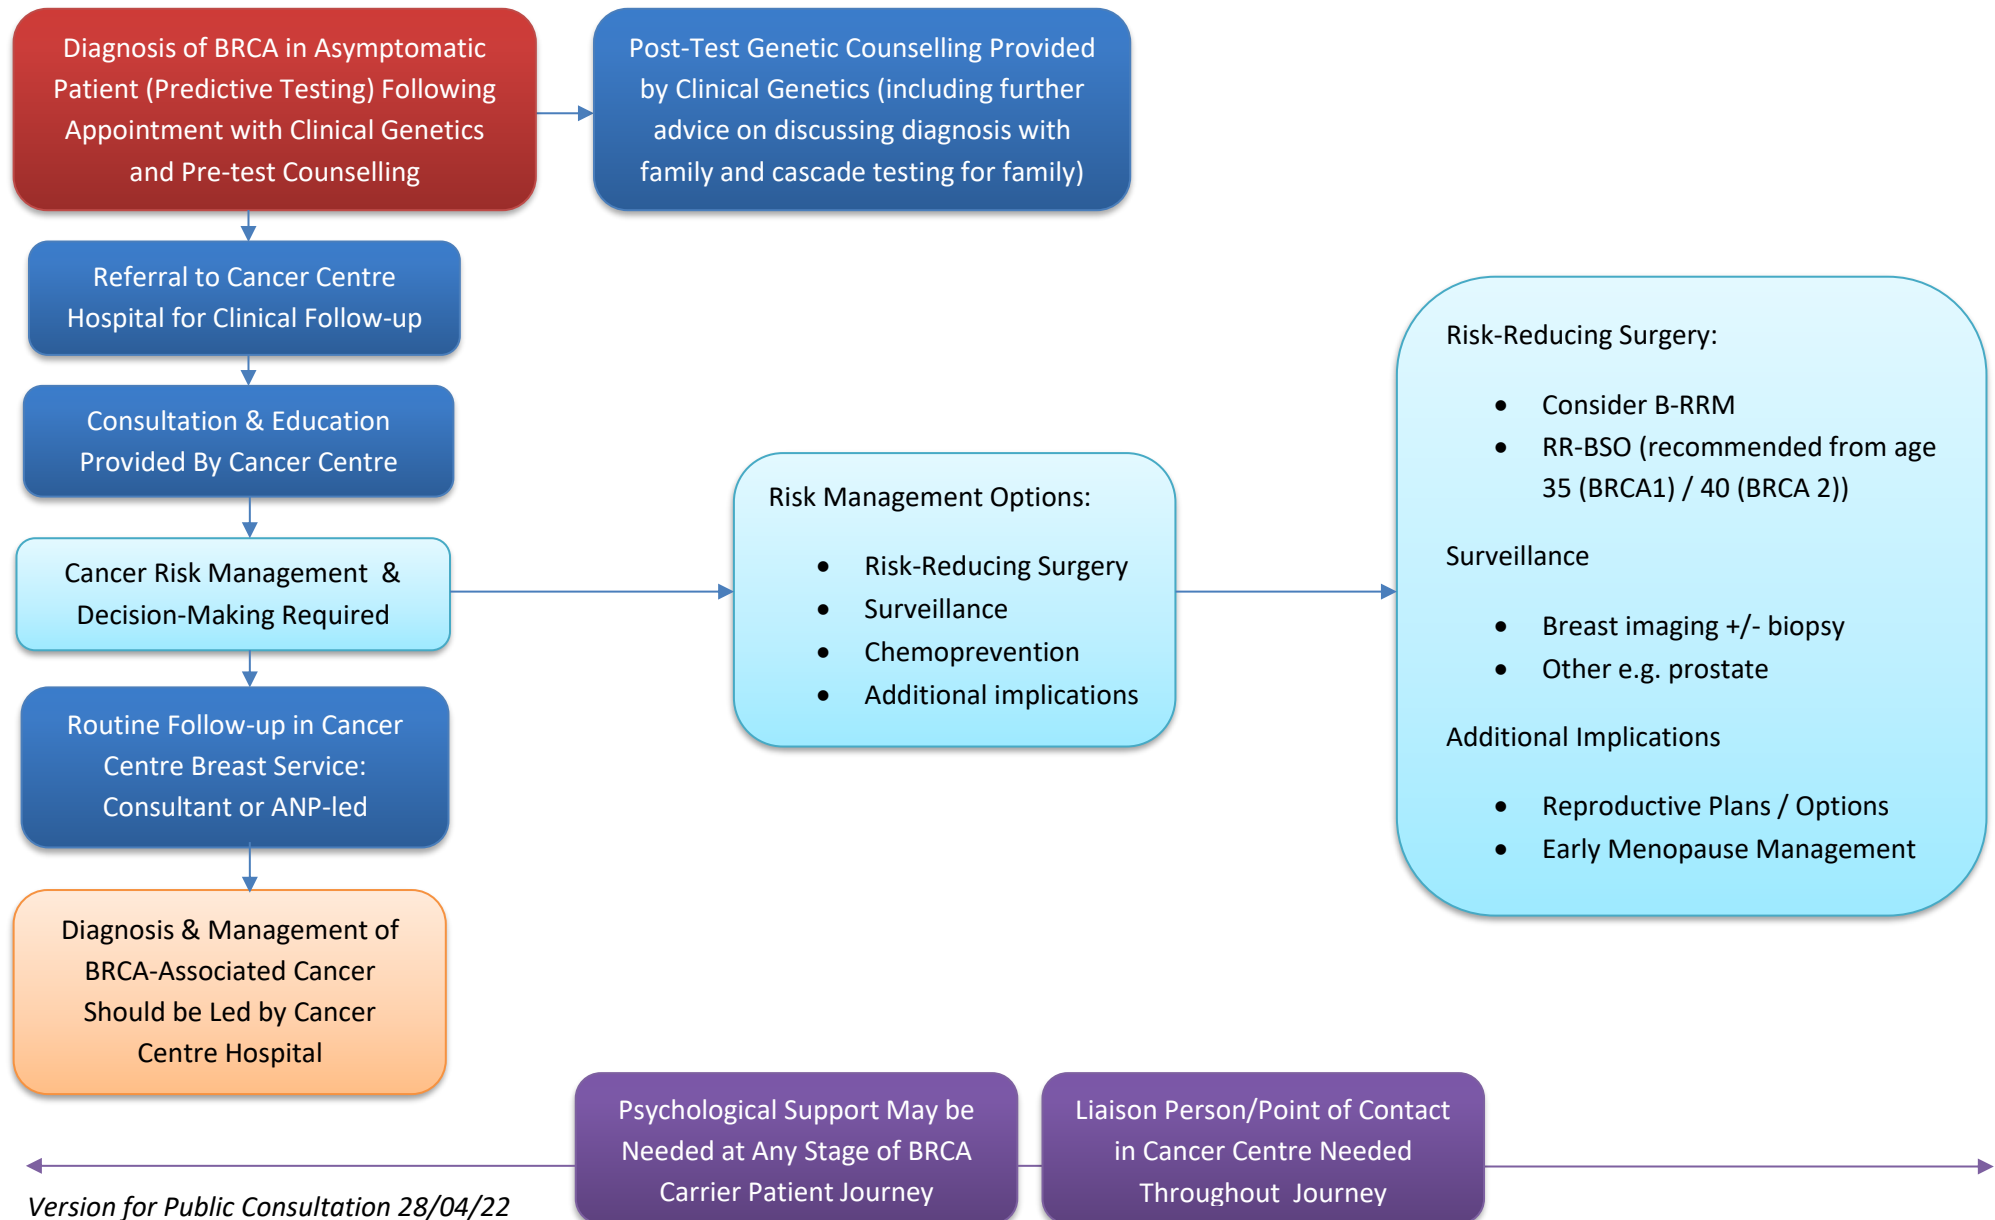 Diagnosis of BRCA in Asymptomatic
Patient (Predictive Testing) Following
Appointment with Clinical Genetics
and Pre-test Counselling
Post-Test Genetic Counselling Provided
by Clinical Genetics (including further
advice on discussing diagnosis with
family and cascade testing for family)
Referral to Cancer Centre
Hospital for Clinical Follow-up
Consultation & Education
Provided By Cancer Centre
Cancer Risk Management &
Decision-Making Required
Routine Follow-up in Cancer
Centre Breast Service:
Consultant or ANP-led
Diagnosis & Management of
BRCA-Associated Cancer
Should be Led by Cancer
Centre Hospital
Risk Management Options:
• Risk-Reducing Surgery
• Surveillance
• Chemoprevention
• Additional implications
Risk-Reducing Surgery:
• Consider B-RRM
• RR-BSO (recommended from age
35 (BRCA1) / 40 (BRCA 2))
Surveillance
• Breast imaging +/- biopsy
• Other e.g. prostate
Additional Implications
• Reproductive Plans / Options
• Early Menopause Management
Psychological Support May be
Needed at Any Stage of BRCA
Carrier Patient Journey
Liaison Person/Point of Contact
in Cancer Centre Needed
Throughout Journey
Version for Public Consultation 28/04/22